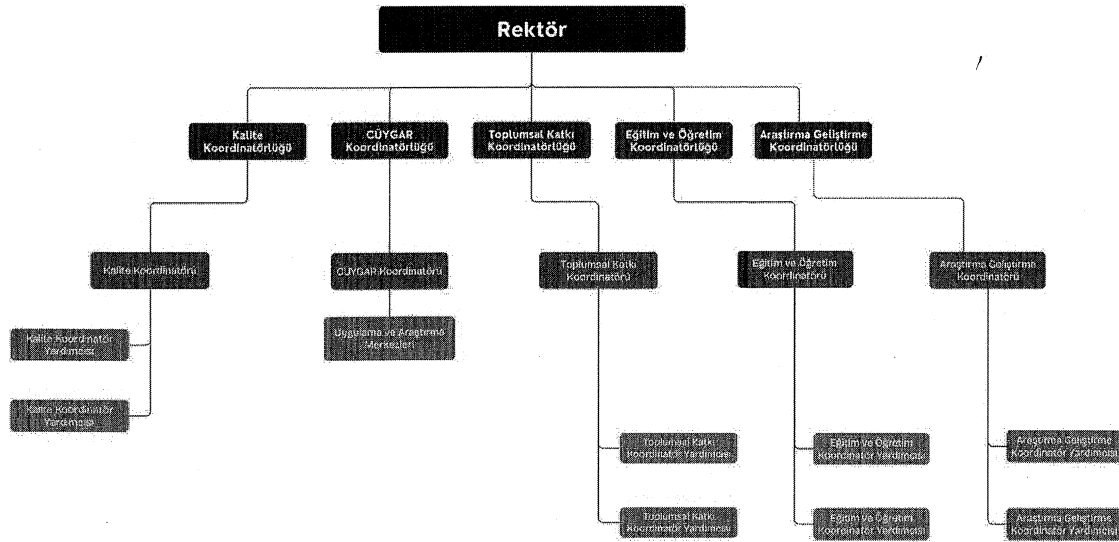 Rektör
Kalite
Koordinatörlüğü
CÜYGAR
Koordinatörlüğü
Toplumsal Katkı
Koordinatörlüğü
Eğitim ve Öğretim
Koordinatörlüğü
Araştırma Geliştirme
Koordinatörlüğü
Kalite Koordinatörü
CÜYGAR Koordinatörü
Toplumsal Katkı
Koordinatörü
Eğitim ve Öğretim
Koordinatörü
Araştırma Geliştirme
Koordinatörü
Kalite Koordinatör
Yardımcısı
Uygulama ve Araştırma
Merkezleri
Kalite Koordinatör
Yardımcısı
Toplumsal Katkı
Koordinatör Yardımcısı
Eğitim ve Öğretim
Koordinatör Yardımcısı
Araştırma Geliştirme
Koordinatör Yardımcısı
Toplumsal Katkı
Koordinatör Yardımcısı
Eğitim ve Öğretim
Koordinatör Yardımcısı
Araştırma Geliştirme
Koordinatör Yardımcısı